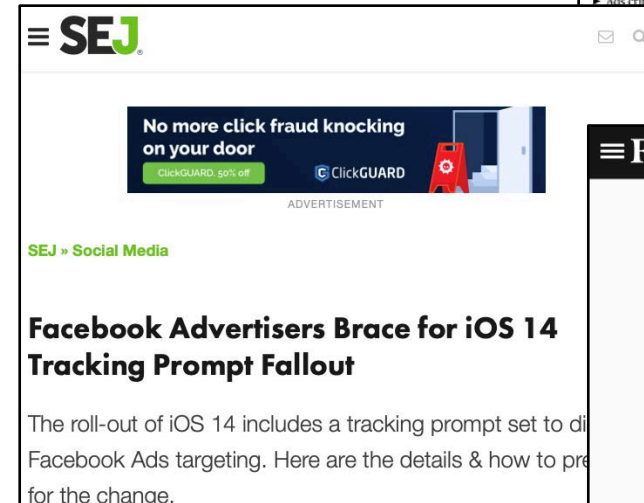 SEJ
No more click fraud knocking
on your door
ClickGUARD. 50% off
ClickGUARD
ADVERTISEMENT
SEJ » Social Media
Facebook Advertisers Brace for iOS 14
Tracking Prompt Fallout
The roll-out of iOS 14 includes a tracking prompt set to di
Facebook Ads targeting. Here are the details & how to pre
for the change.